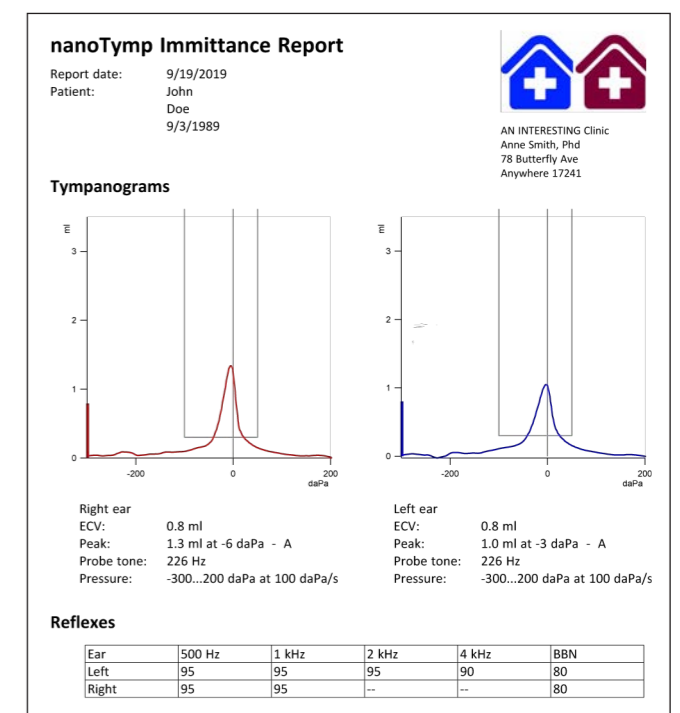 nanoTymp Immittance Report
Report date: 9/19/2019
Patient: John
Doe
9/3/1989
AN INTERESTING Clinic
Anne Smith, Phd
78 Butterfly Ave
Anywhere 17241
Tympanograms
ml
3
2
1
0
-200 0 200
daPa
ml
3
2
1
0
-200 0 200
daPa
Right ear
ECV: 0.8 ml
Peak: 1.3 ml at -6 daPa - A
Probe tone: 226 Hz
Pressure: -300...200 daPa at 100 daPa/s
Left ear
ECV: 0.8 ml
Peak: 1.0 ml at -3 daPa - A
Probe tone: 226 Hz
Pressure: -300...200 daPa at 100 daPa/s
Reflexes
Ear 500 Hz 1 kHz 2 kHz 4 kHz BBN
Left 95 95 95 90 80
Right 95 95 -- -- 80